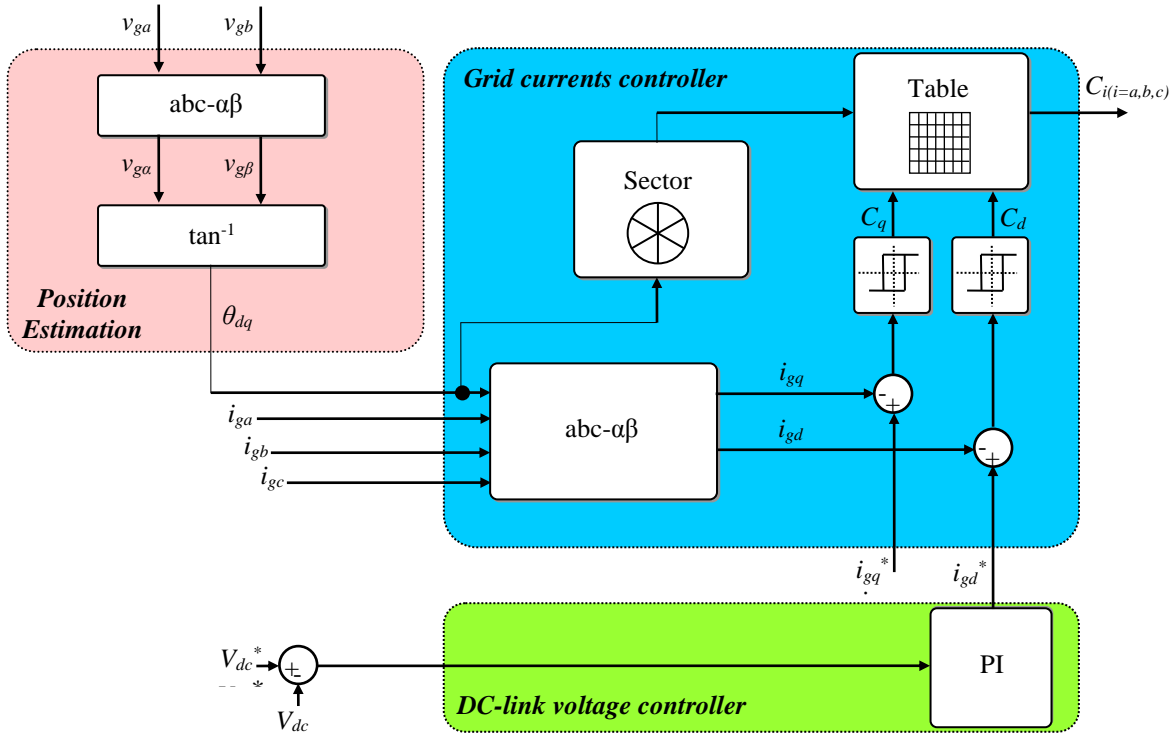 v_ga v_gb
abc-αβ
v_gα v_gβ
tan⁻¹
Position
Estimation
θ_dq
Grid currents controller
Table
C_i(i=a,b,c)
Sector
C_q C_d
i_ga
i_gb
i_gc
abc-αβ
i_gq
i_gd
- +
- +
i_gq* i_gd*
V_dc*
+ -
V_dc
PI
DC-link voltage controller